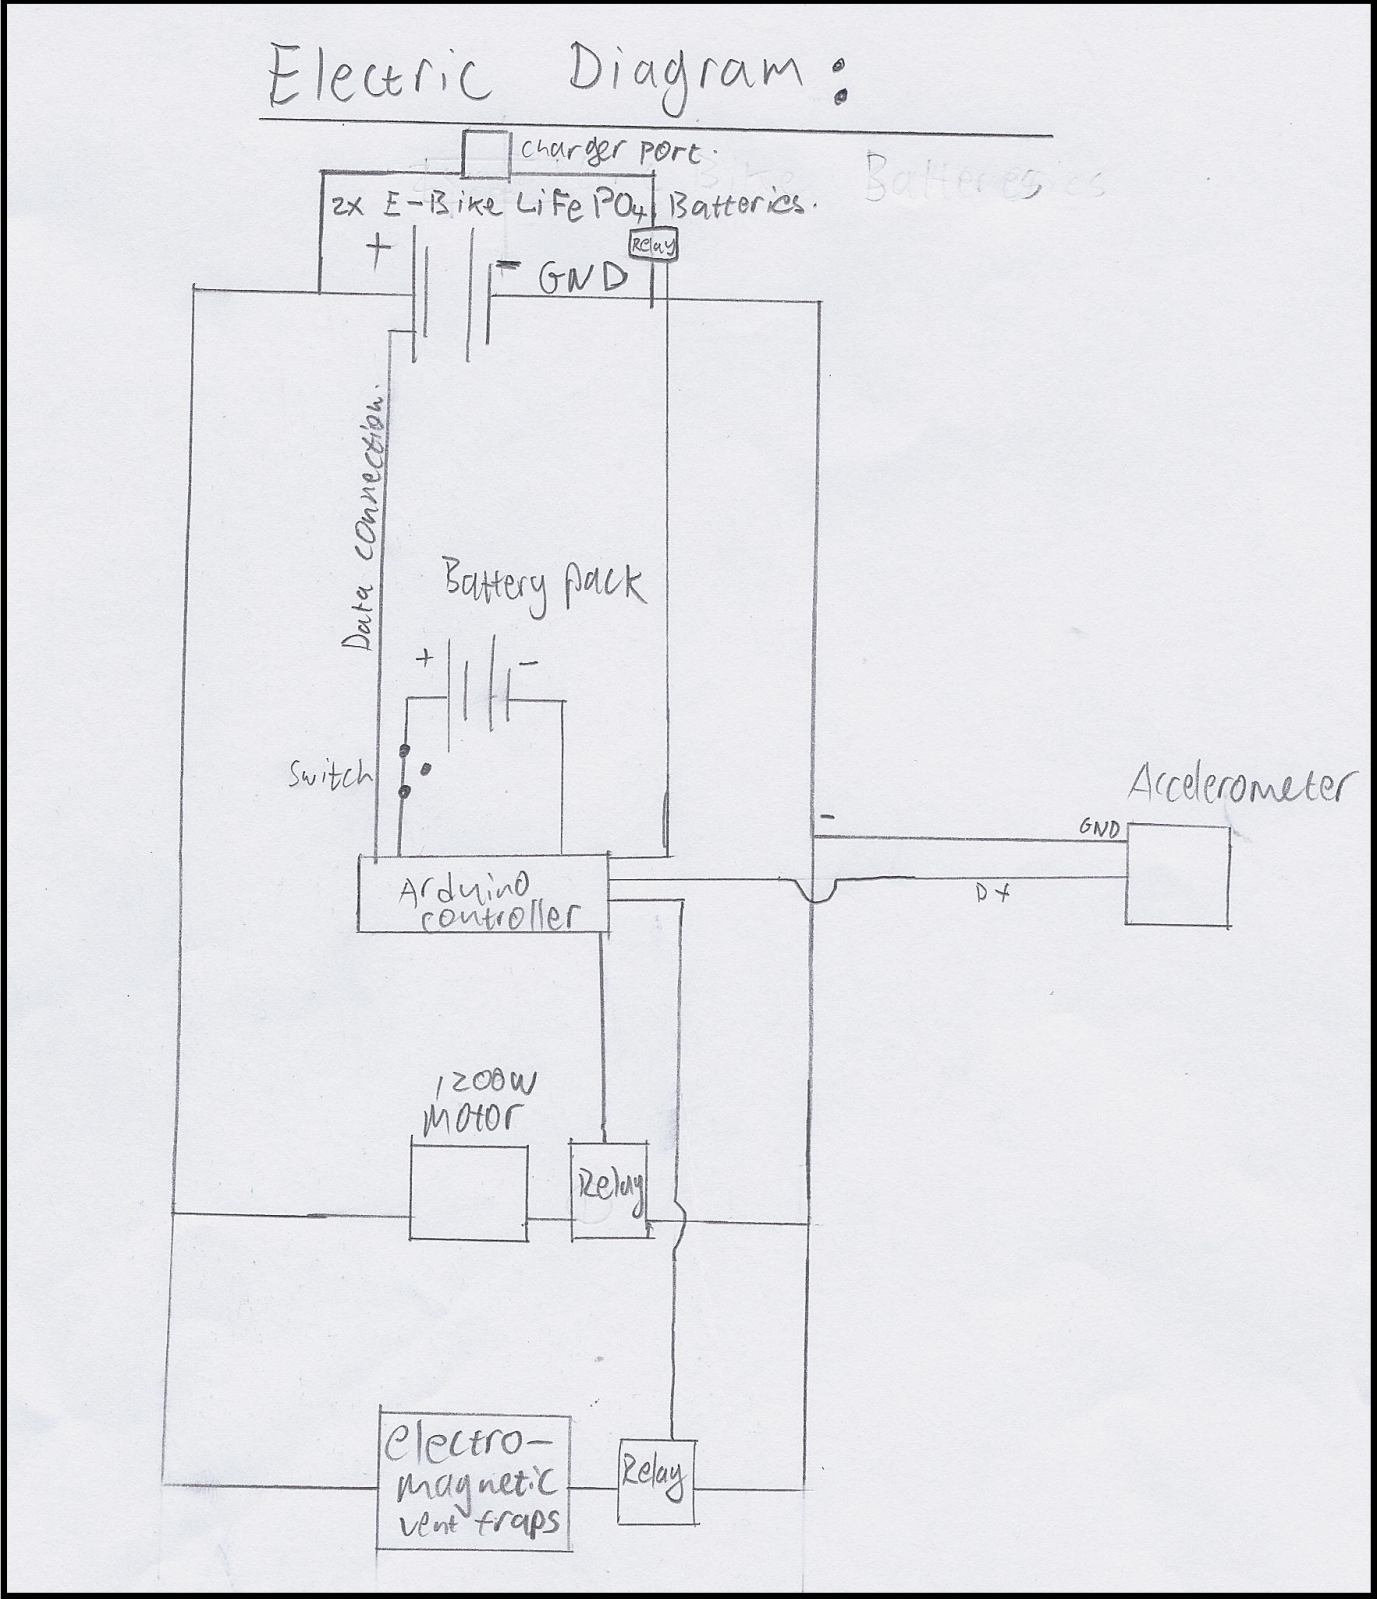 Electric Diagram:
charger port.
2x E-Bike LiFePO4 Batteries.
Relay
+
- GND
Data connection.
Battery pack
+ -
Switch
Accelerometer
-
GND
Arduino
controller
1200W
Motor
Relay
electro-
magnetic
vent traps
Relay